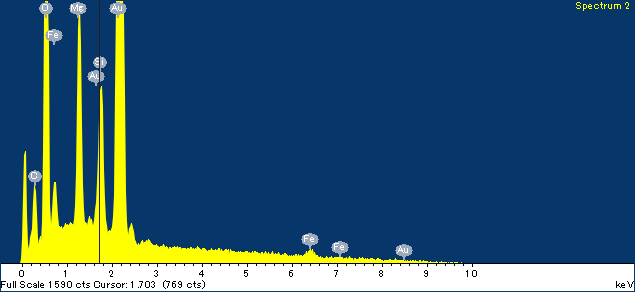 Spectrum 2
O Mg Au
Fe
Si
Au
C
Fe Fe Au
0 1 2 3 4 5 6 7 8 9 10
Full Scale 1590 cts Cursor: 1.703 (769 cts) keV